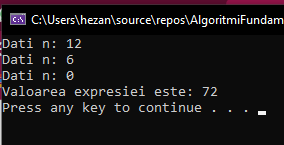 C:\Users\hezan\source\repos\AlgoritmiFundam
Dati n: 12
Dati n: 6
Dati n: 0
Valoarea expresiei este: 72
Press any key to continue . . .